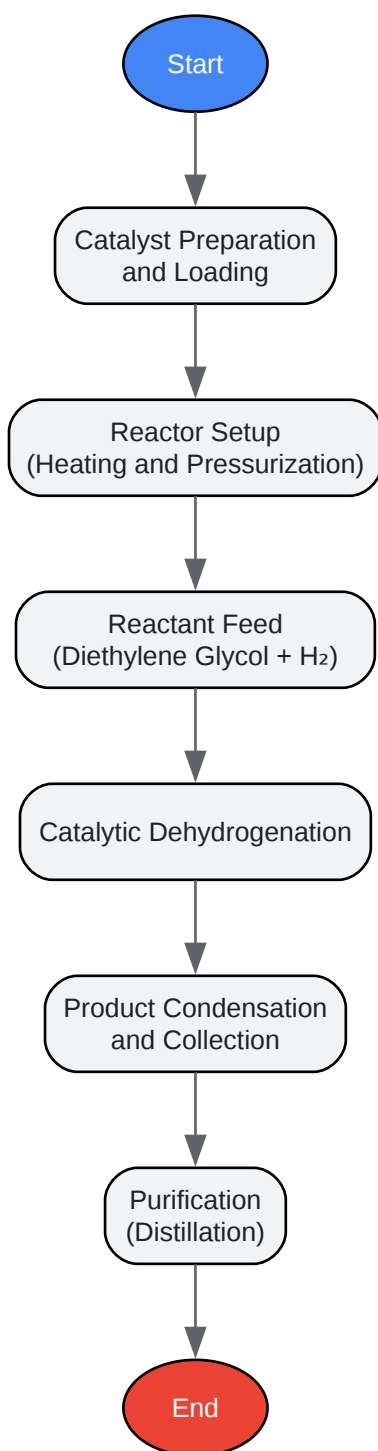 Start
Catalyst Preparation
and Loading
Reactor Setup
(Heating and Pressurization)
Reactant Feed
(Diethylene Glycol + H₂)
Catalytic Dehydrogenation
Product Condensation
and Collection
Purification
(Distillation)
End